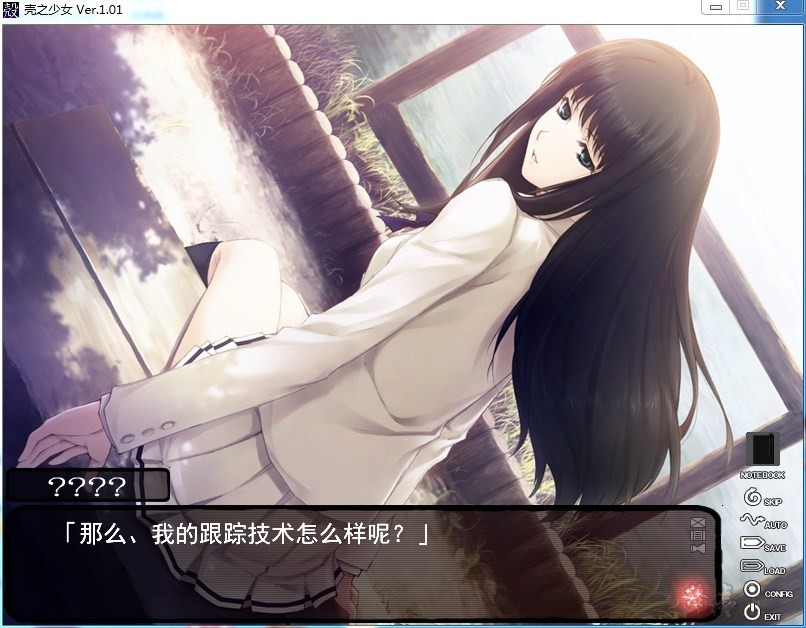 殻
壳之少女 Ver.1.01
????
「那么、我的跟踪技术怎么样呢？」
NOTEBOOK
SKIP
AUTO
SAVE
LOAD
CONFIG
EXIT